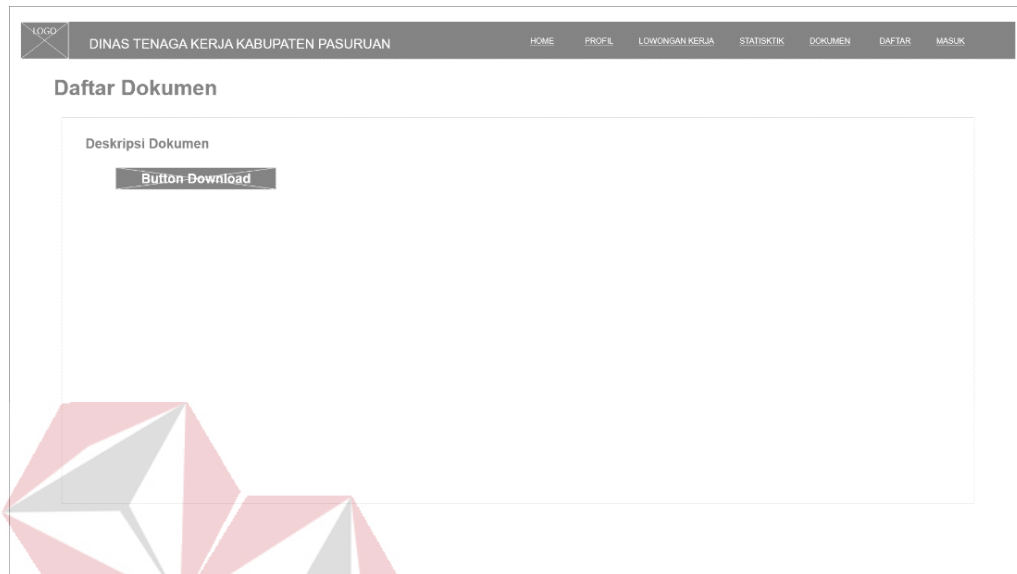 LOGO
DINAS TENAGA KERJA KABUPATEN PASURUAN
HOME PROFIL LOWONGAN KERJA STATISKTIK DOKUMEN DAFTAR MASUK
Daftar Dokumen
Deskripsi Dokumen
Button Download